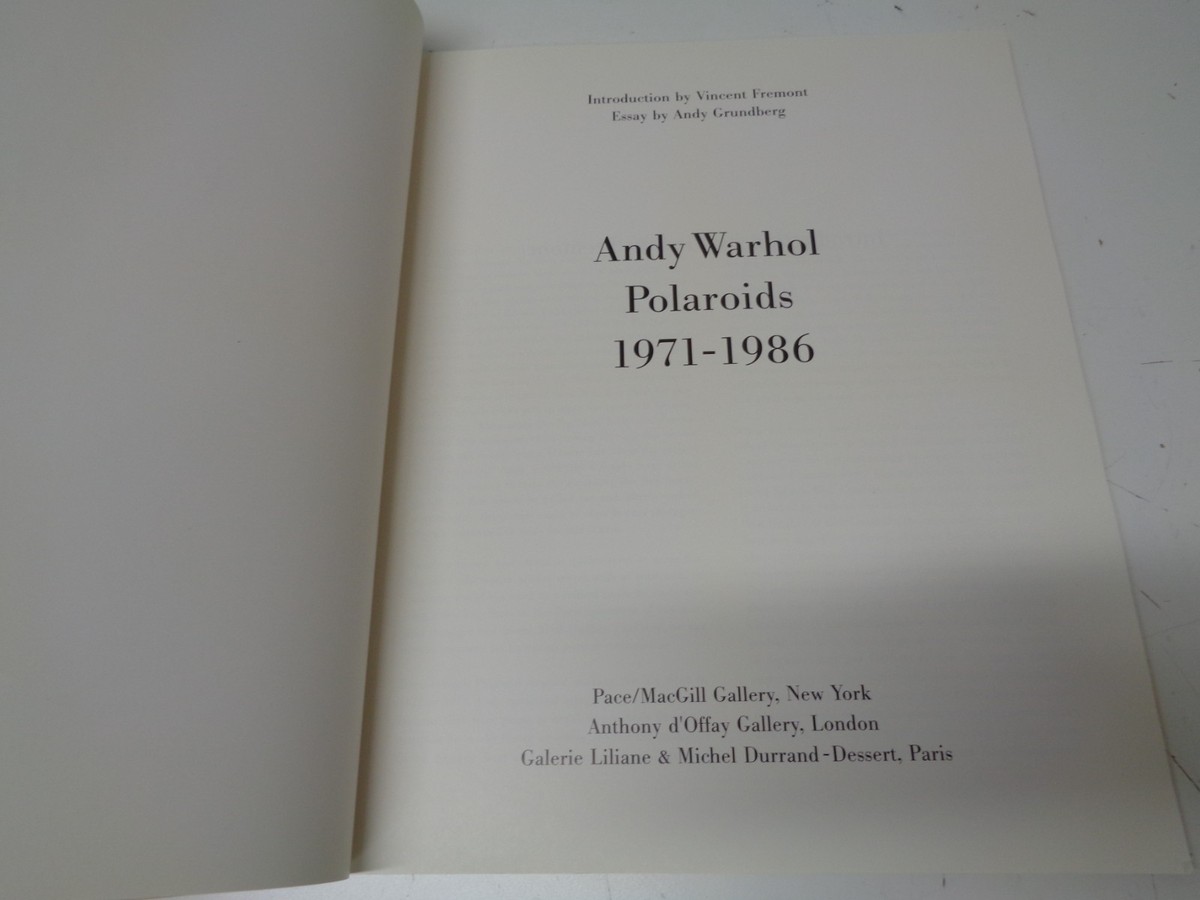 Introduction by Vincent Fremont
Essay by Andy Grundberg
Andy Warhol
Polaroids
1971-1986
Pace/MacGill Gallery, New York
Anthony d'Offay Gallery, London
Galerie Liliane & Michel Durrand-Dessert, Paris